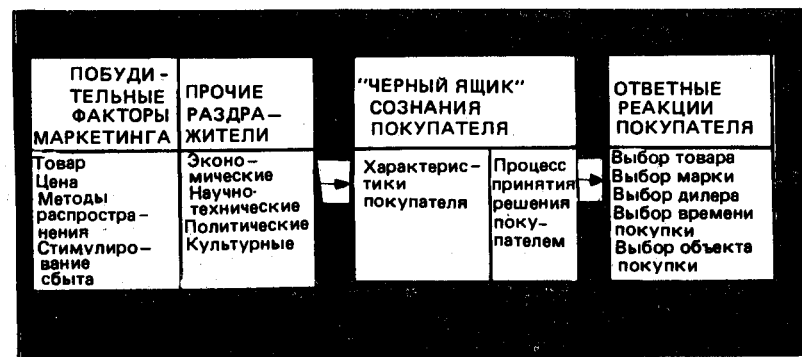 ПОБУДИ-
ТЕЛЬНЫЕ
ФАКТОРЫ
МАРКЕТИНГА
ПРОЧИЕ
РАЗДРА-
ЖИТЕЛИ
"ЧЕРНЫЙ ЯЩИК"
СОЗНАНИЯ
ПОКУПАТЕЛЯ
ОТВЕТНЫЕ
РЕАКЦИИ
ПОКУПАТЕЛЯ
Товар
Цена
Методы
распростра-
нения
Стимулиро-
вание
сбыта
Эконо-
мические
Научно-
технические
Политические
Культурные
Характерис-
тики
покупателя
Процесс
принятия
решения
поку-
пателем
Выбор товара
Выбор марки
Выбор дилера
Выбор времени
покупки
Выбор объекта
покупки